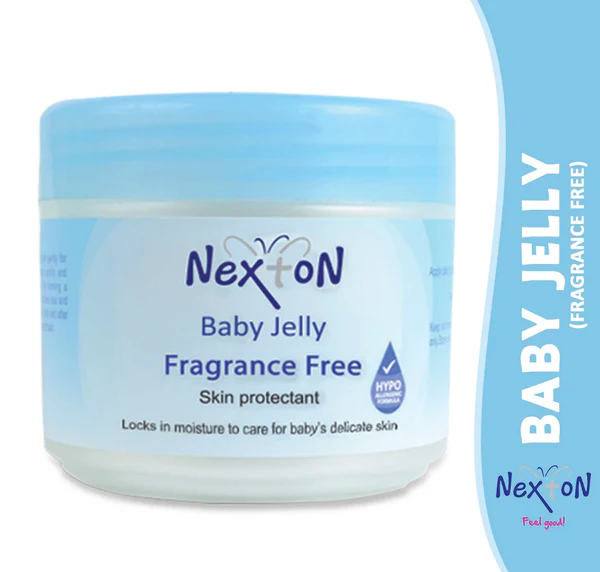 NextoN
Baby Jelly
Fragrance Free
Skin protectant
HYPO
ALLERGENIC
FORMULA
Locks in moisture to care for baby's delicate skin
BABY JELLY
(FRAGRANCE FREE)
NextoN
Feel good!